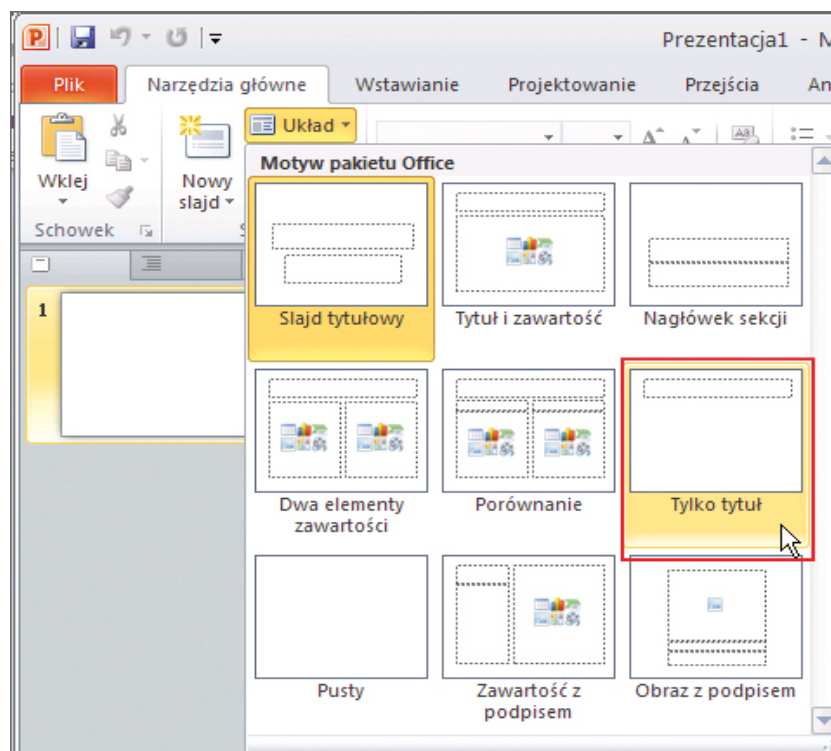 Prezentacja1 - M
Plik Narzędzia główne Wstawianie Projektowanie Przejścia An
Układ
Wklej
Nowy
slajd
Schowek
Motyw pakietu Office
Slajd tytułowy Tytuł i zawartość Nagłówek sekcji
1
Dwa elementy
zawartości
Porównanie
Tylko tytuł
Pusty
Zawartość z
podpisem
Obraz z podpisem